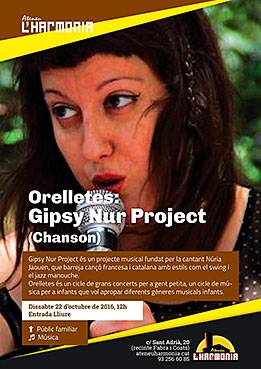 Ateneu
L'HARMONIA
Orelletes:
Gipsy Nur Project
(Chanson)
Gipsy Nur Project és un projecte musical fundat per la cantant Núria
Jaouen, que barreja cançó francesa i catalana amb estils com el swing i
el jazz manouche.
Orelletes és un cicle de grans concerts per a gent petita, un cicle de mú-
sica per a infants que vol apropar diferents géneres musicals infants.
Dissabte 22 d'octubre de 2016, 12h
Entrada Lliure
Públic familiar
Música
c/ Sant Adrià, 20
(recinte Fabra i Coats)
ateneuharmonia.cat
93 256 60 85
Ateneu
L'HARMONIA